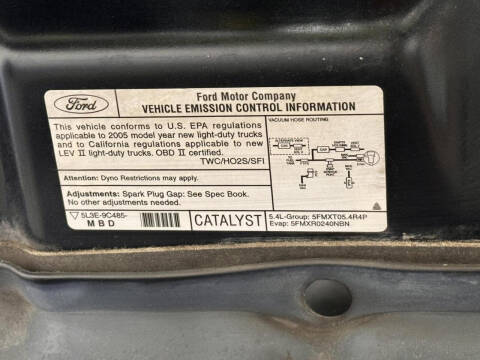 Ford
Ford Motor Company
VEHICLE EMISSION CONTROL INFORMATION
This vehicle conforms to U.S. EPA regulations
applicable to 2005 model year new light-duty trucks
and to California regulations applicable to new
LEV II light-duty trucks. OBD II certified.
TWC/HO2S/SFI
VACUUM HOSE ROUTING
ALTERNATE VIEW
Attention: Dyno Restrictions may apply.
Adjustments: Spark Plug Gap: See Spec Book.
No other adjustments needed.
5L3E-9C485-
MBD
CATALYST
5.4L-Group: 5FMXT05.4R4P
Evap: 5FMXR0240NBN